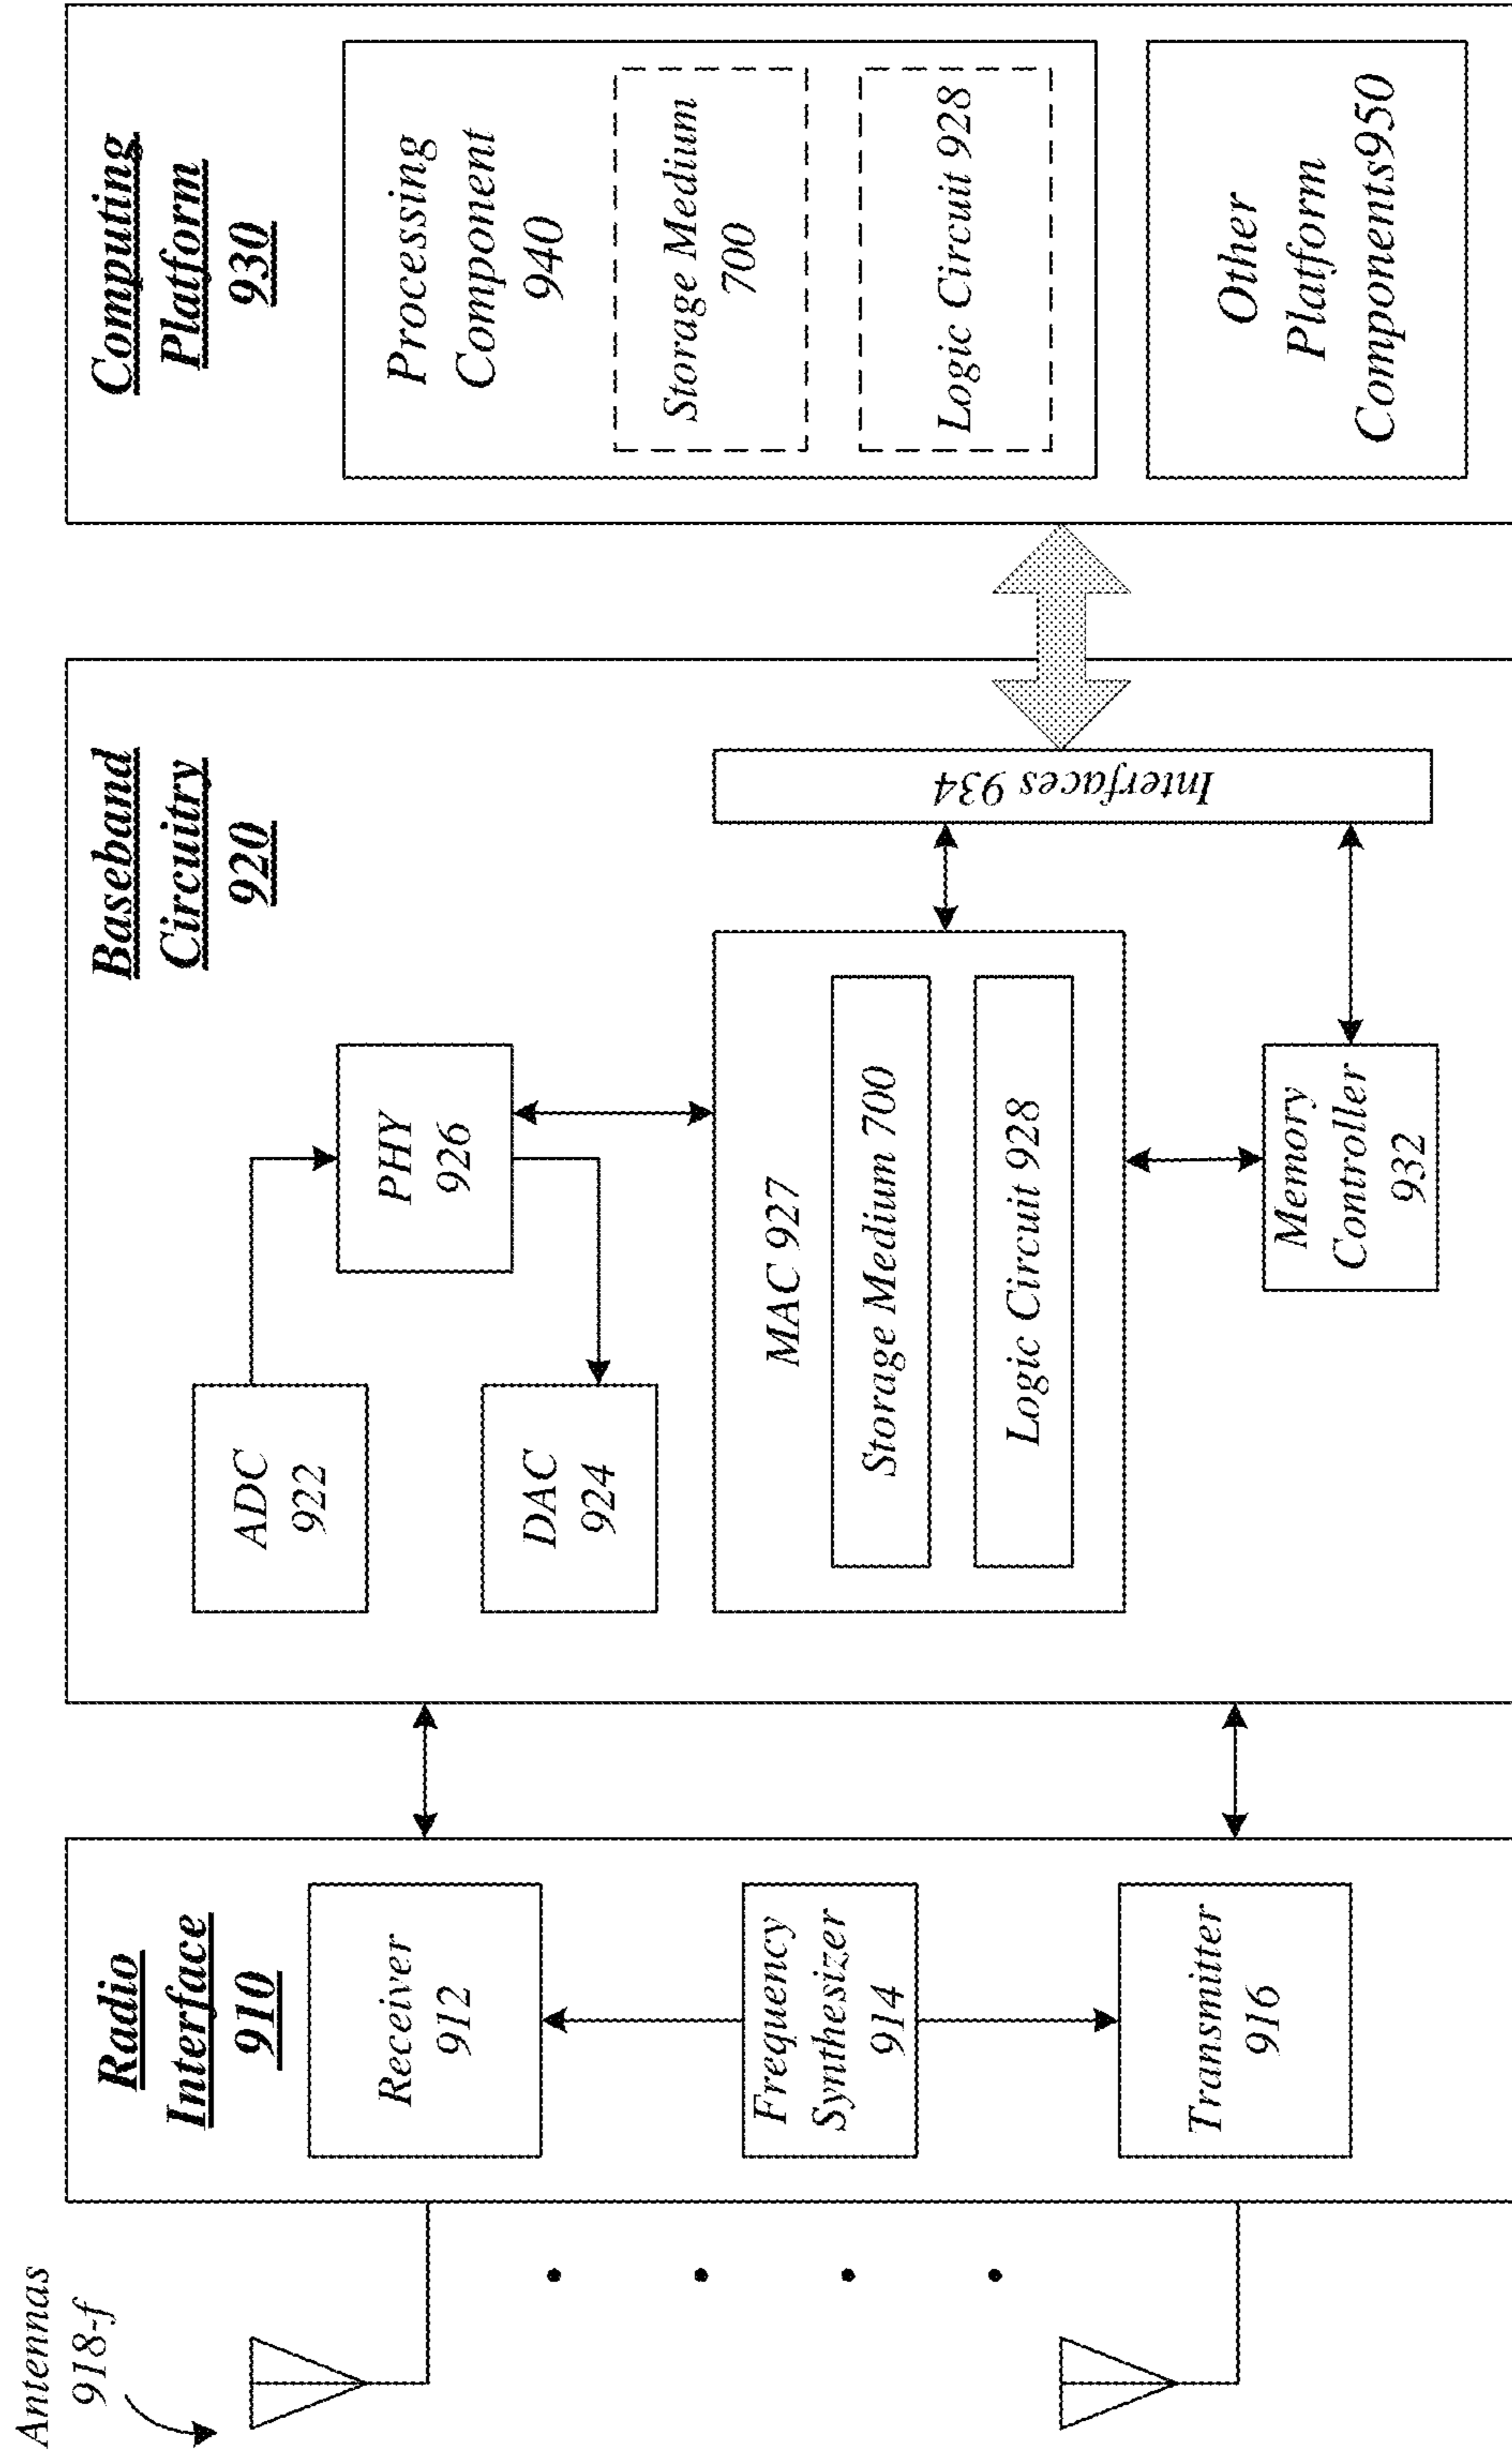 Antennas
918-f
Radio
Interface
910
Receiver
912
Frequency
Synthesizer
914
Transmitter
916
Baseband
Circuitry
920
ADC
922
PHY
926
DAC
924
MAC 927
Storage Medium 700
Logic Circuit 928
Memory
Controller
932
Interfaces 934
Computing
Platform
930
Processing
Component
940
Storage Medium
700
Logic Circuit 928
Other
Platform
Components950